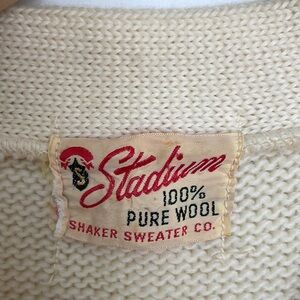 S
Stadium
100%
PURE WOOL
SHAKER SWEATER CO.